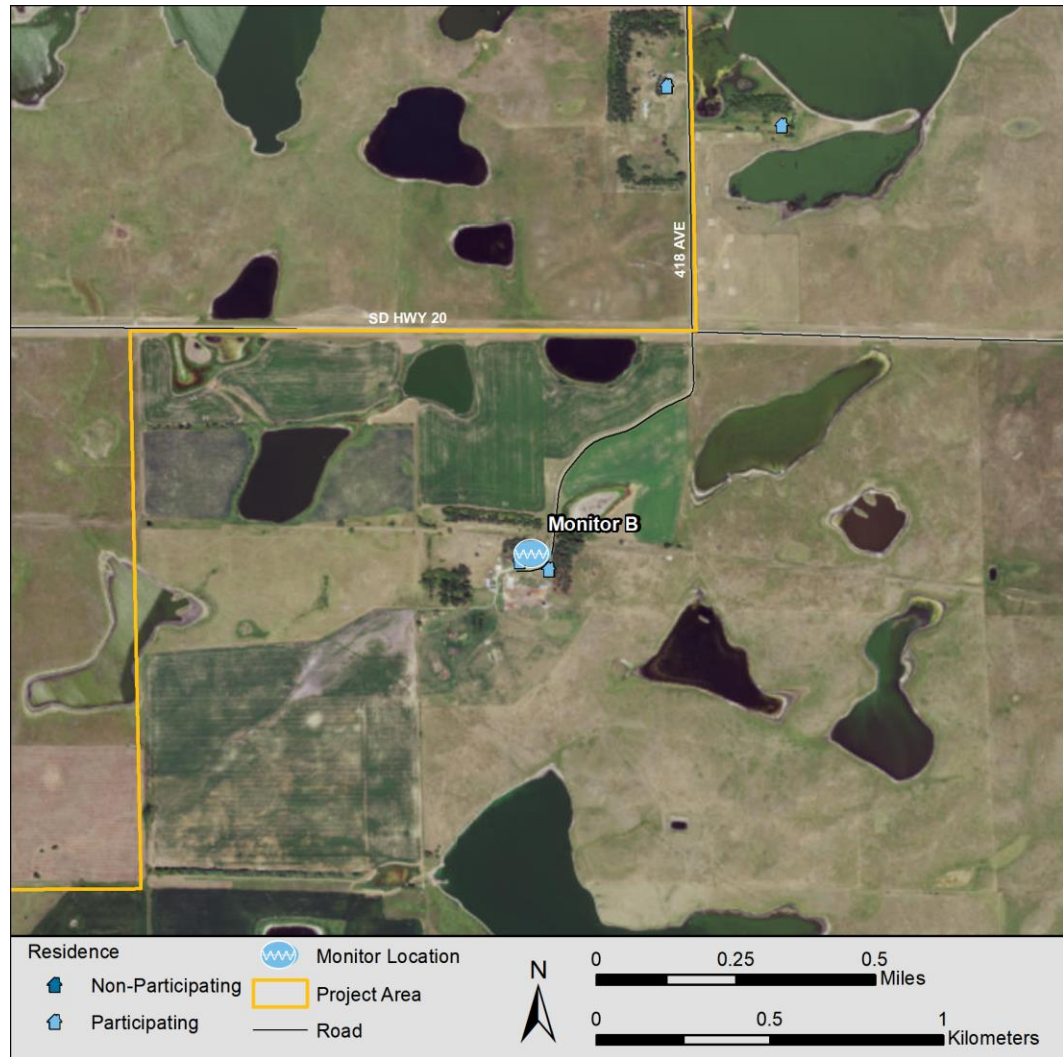 418 AVE
SD HWY 20
Monitor B
Residence
Non-Participating
Participating
Monitor Location
Project Area
Road
N
0 0.25 0.5
Miles
0 0.5 1
Kilometers